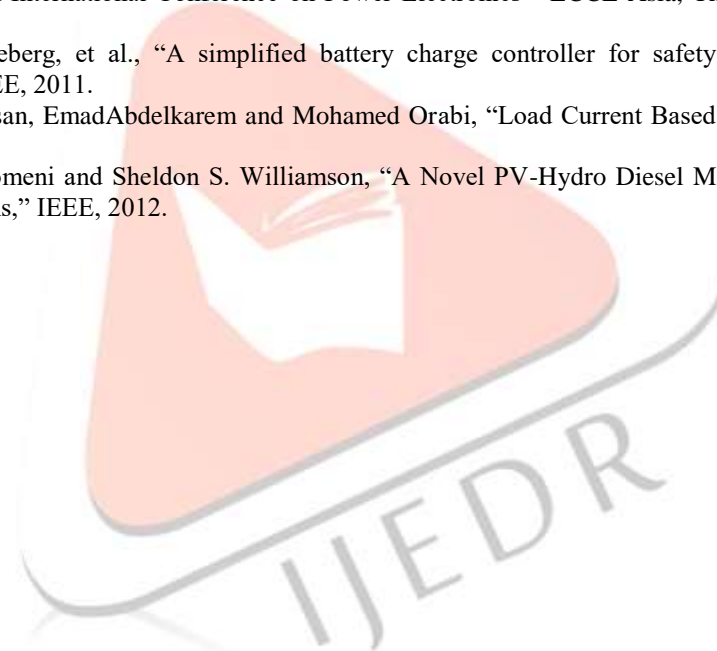 International Conference on Power Electronics - ECCE Asia,
eberg, et al., “A simplified battery charge controller for safety
EE, 2011.
san, EmadAbdelkarem and Mohamed Orabi, “Load Current Based
omeni and Sheldon S. Williamson, “A Novel PV-Hydro Diesel M
s,” IEEE, 2012.
IJEDR